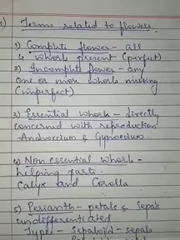 Terms related to flowers
1) Complete flower - all
4 whorls present (perfect)
2) Incomplete flower - any
one or more whorls missing
(imperfect)
3) Essential whorls - directly
concerned with reproduction
Androecium & Gynoecium.
4) Non essential whorls -
helping parts.
Calyx and Corolla
5) Perianth - petals & sepals
undifferentiated
Types - Sepaloid - sepals